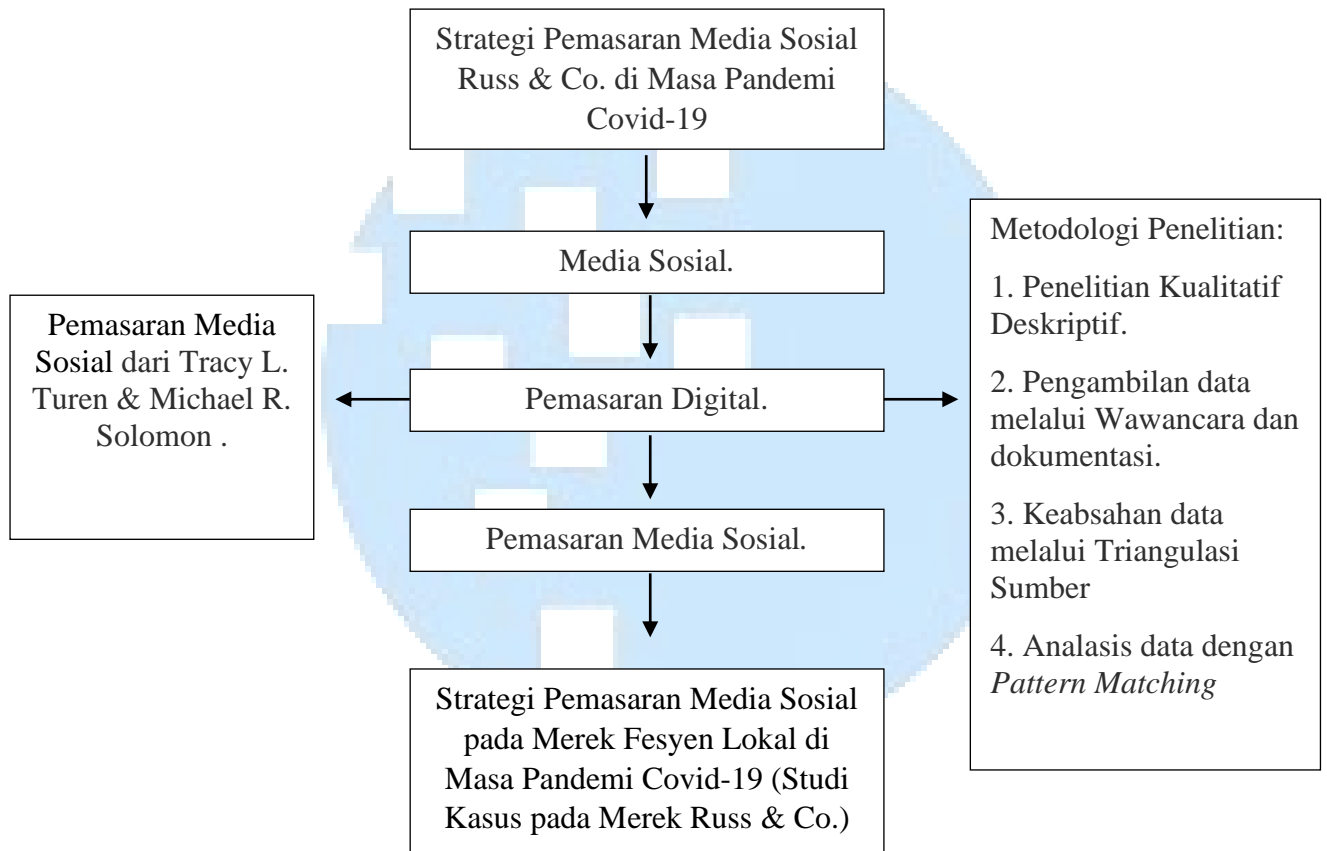 Strategi Pemasaran Media Sosial
Russ & Co. di Masa Pandemi
Covid-19
Media Sosial.
Pemasaran Media
Sosial dari Tracy L.
Turen & Michael R.
Solomon .
Pemasaran Digital.
Metodologi Penelitian:
1. Penelitian Kualitatif
Deskriptif.
2. Pengambilan data
melalui Wawancara dan
dokumentasi.
3. Keabsahan data
melalui Triangulasi
Sumber
4. Analasis data dengan
Pattern Matching
Pemasaran Media Sosial.
Strategi Pemasaran Media Sosial
pada Merek Fesyen Lokal di
Masa Pandemi Covid-19 (Studi
Kasus pada Merek Russ & Co.)